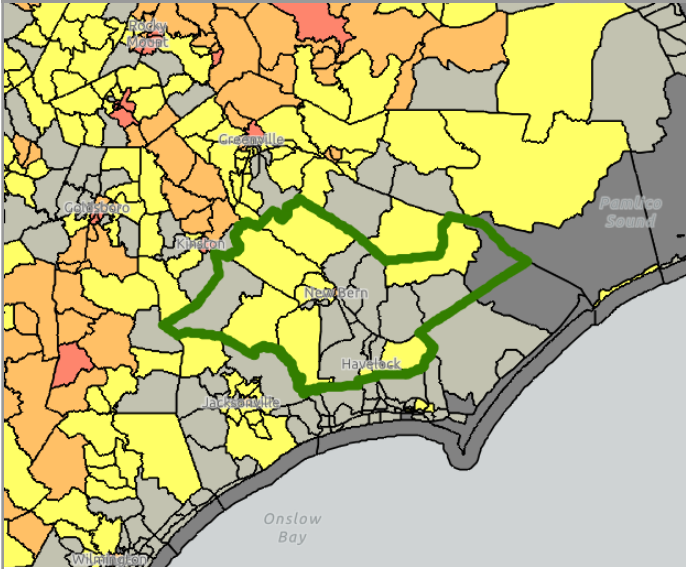 Rocky
Mount
Greenville
Goldsboro
Kinston
Pamlico
Sound
New Bern
Havelock
Jacksonville
Onslow
Bay
Wilmington